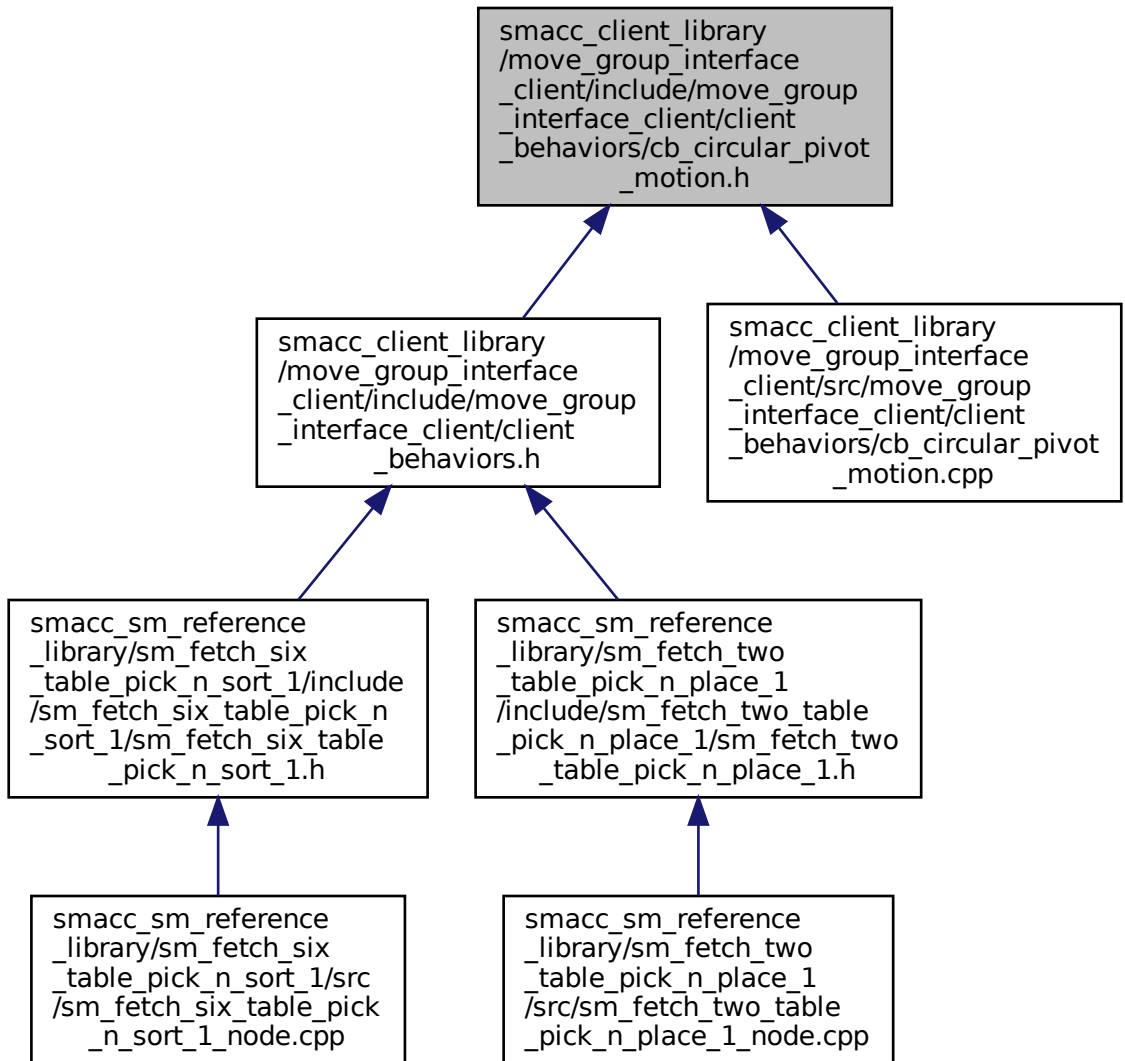 smacc_client_library
/move_group_interface
_client/include/move_group
_interface_client/client
_behaviors/cb_circular_pivot
_motion.h
smacc_client_library
/move_group_interface
_client/include/move_group
_interface_client/client
_behaviors.h
smacc_client_library
/move_group_interface
_client/src/move_group
_interface_client/client
_behaviors/cb_circular_pivot
_motion.cpp
smacc_sm_reference
_library/sm_fetch_six
_table_pick_n_sort_1/include
/sm_fetch_six_table_pick_n
_sort_1/sm_fetch_six_table
_pick_n_sort_1.h
smacc_sm_reference
_library/sm_fetch_two
_table_pick_n_place_1
/include/sm_fetch_two_table
_pick_n_place_1/sm_fetch_two
_table_pick_n_place_1.h
smacc_sm_reference
_library/sm_fetch_six
_table_pick_n_sort_1/src
/sm_fetch_six_table_pick
_n_sort_1_node.cpp
smacc_sm_reference
_library/sm_fetch_two
_table_pick_n_place_1
/src/sm_fetch_two_table
_pick_n_place_1_node.cpp